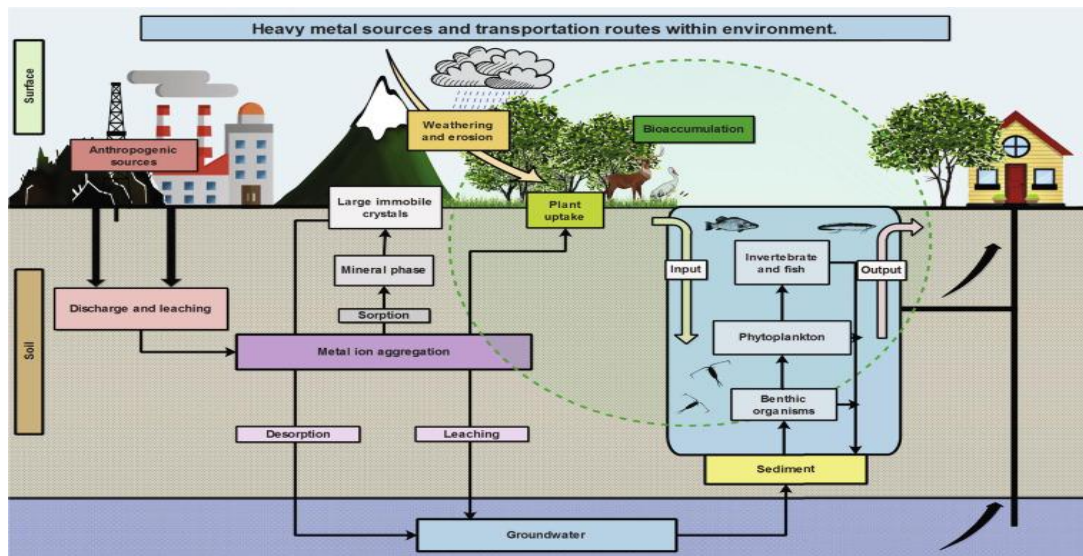 Heavy metal sources and transportation routes within environment.
Surface
Anthropogenic
sources
Weathering
and erosion
Bioaccumulation
Large immobile
crystals
Plant
uptake
Mineral phase
Sorption
Discharge and leaching
Metal ion aggregation
Soil
Desorption
Leaching
Input
Output
Invertebrate
and fish
Phytoplankton
Benthic
organisms
Sediment
Groundwater